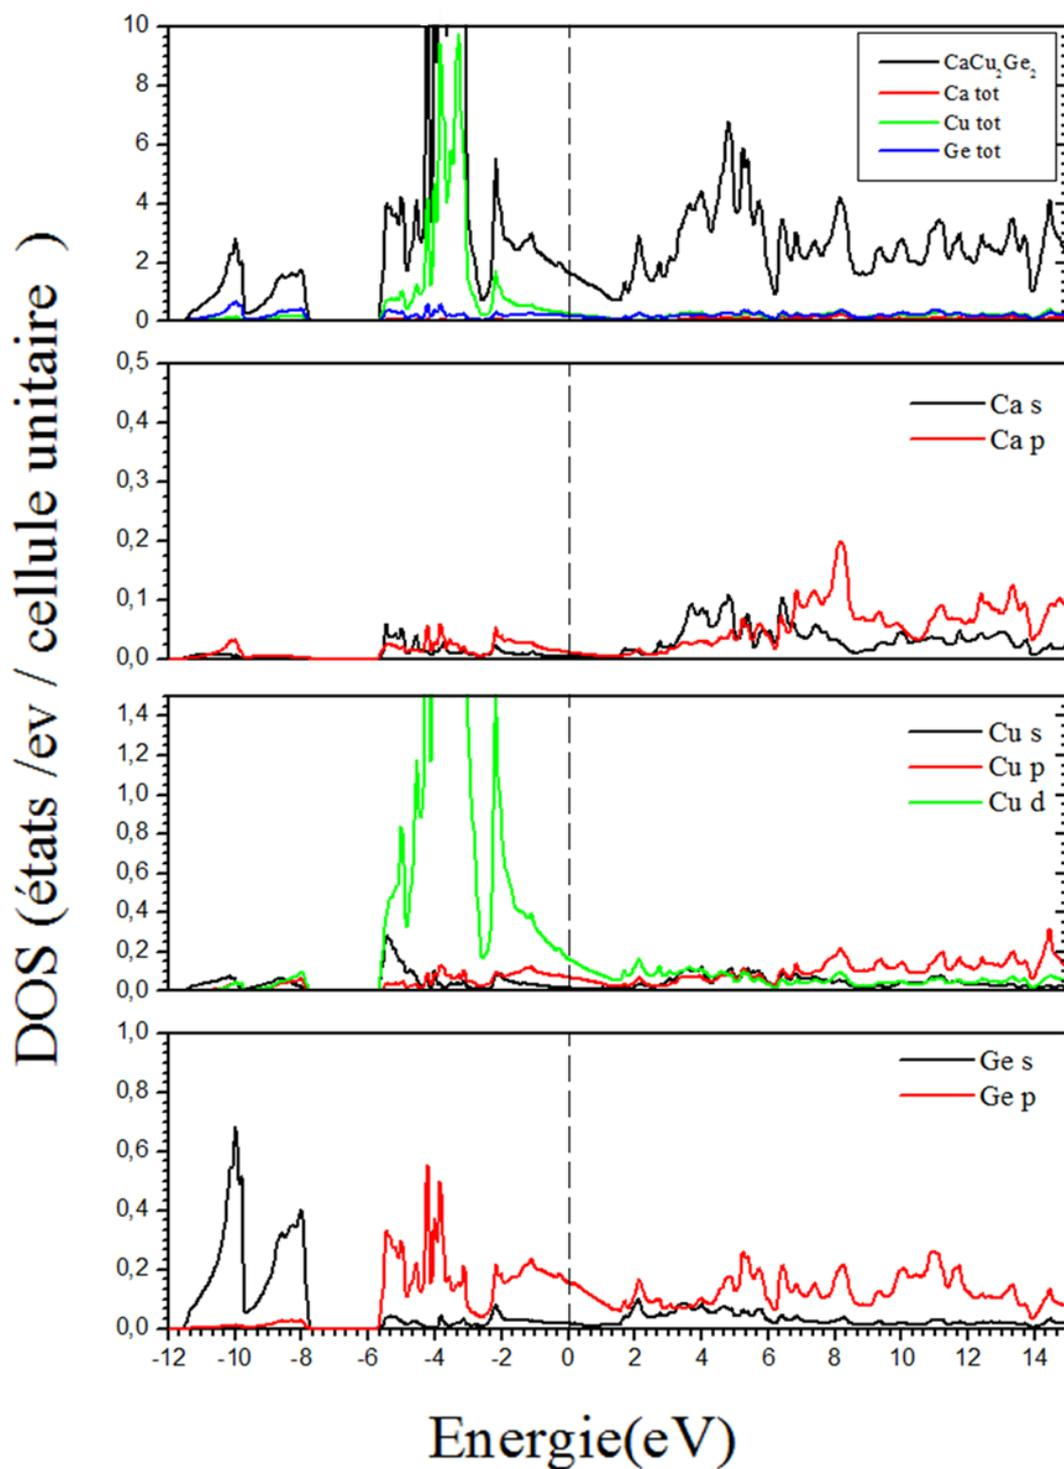 DOS (états /ev / cellule unitaire )
10
8
6
4
2
0
CaCu₂Ge₂
Ca tot
Cu tot
Ge tot
0,5
0,4
0,3
0,2
0,1
0,0
Ca s
Ca p
1,4
1,2
1,0
0,8
0,6
0,4
0,2
0,0
Cu s
Cu p
Cu d
1,0
0,8
0,6
0,4
0,2
0,0
Ge s
Ge p
-12 -10 -8 -6 -4 -2 0 2 4 6 8 10 12 14
Energie(eV)